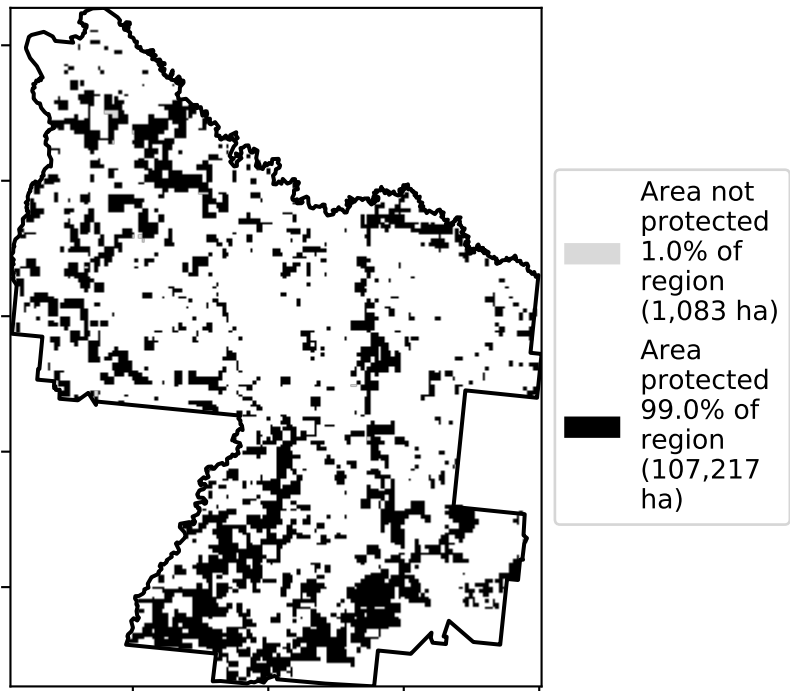 Area not
protected
1.0% of
region
(1,083 ha)
Area
protected
99.0% of
region
(107,217
ha)